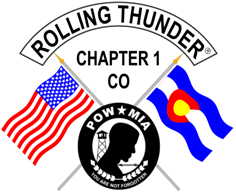 ROLLING THUNDER®
CHAPTER 1
CO
POW★MIA
YOU ARE NOT FORGOTTEN